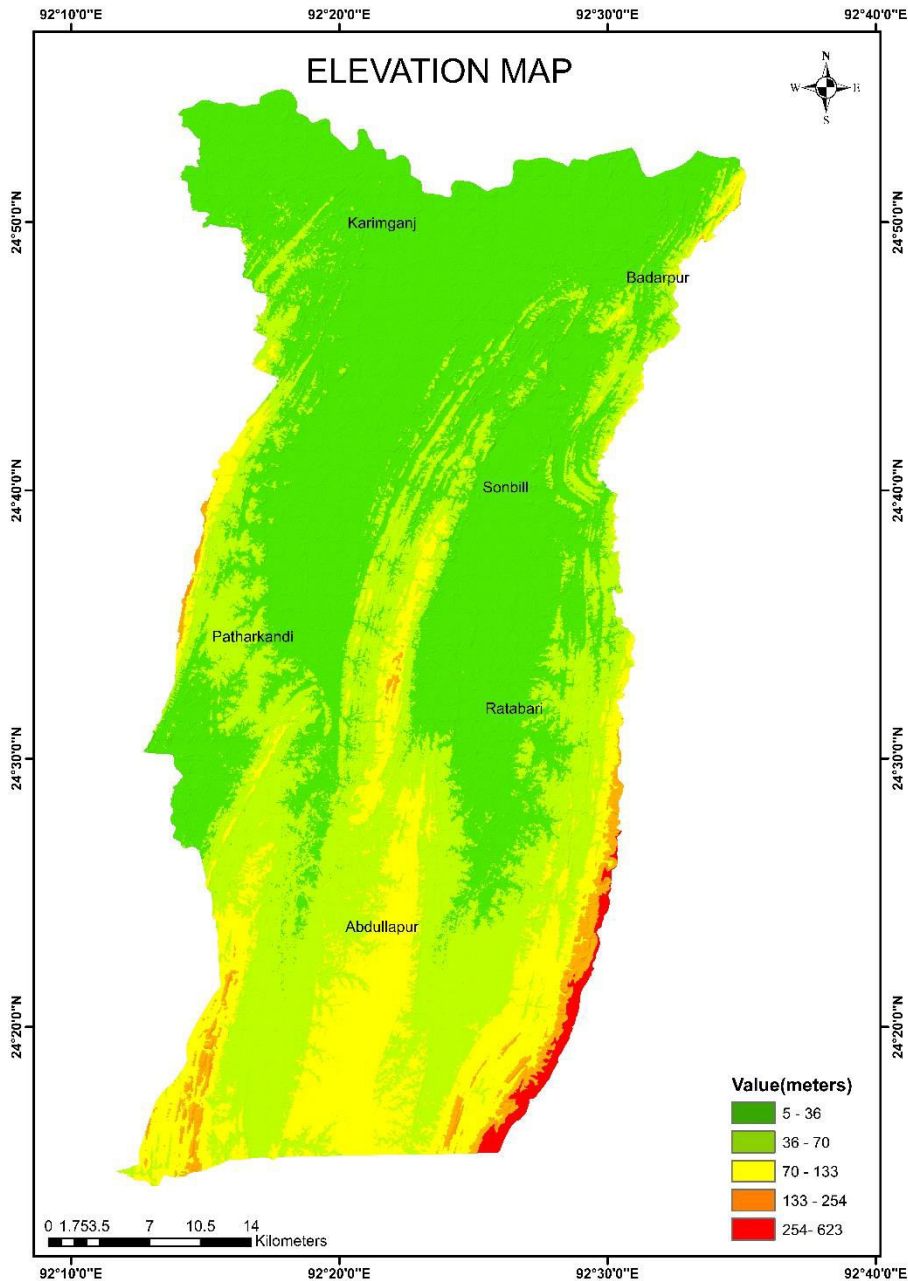 92°10'0"E 92°20'0"E 92°30'0"E 92°40'0"E
ELEVATION MAP
N
W E
S
24°50'0"N 24°50'0"N
Karimganj
Badarpur
24°40'0"N 24°40'0"N
Sonbill
Patharkandi
Ratabari
24°30'0"N 24°30'0"N
Abdullapur
24°20'0"N 24°20'0"N
Value(meters)
5 - 36
36 - 70
70 - 133
133 - 254
254- 623
0 1.753.5 7 10.5 14
Kilometers
92°10'0"E 92°20'0"E 92°30'0"E 92°40'0"E